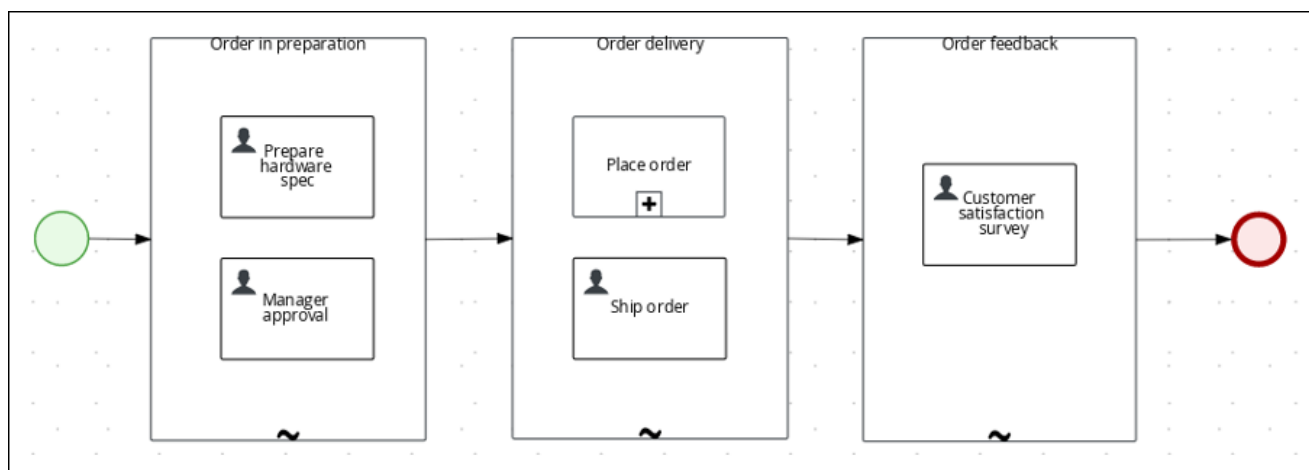 Order in preparation
Prepare
hardware
spec
Manager
approval
Order delivery
Place order
Ship order
Order feedback
Customer
satisfaction
survey